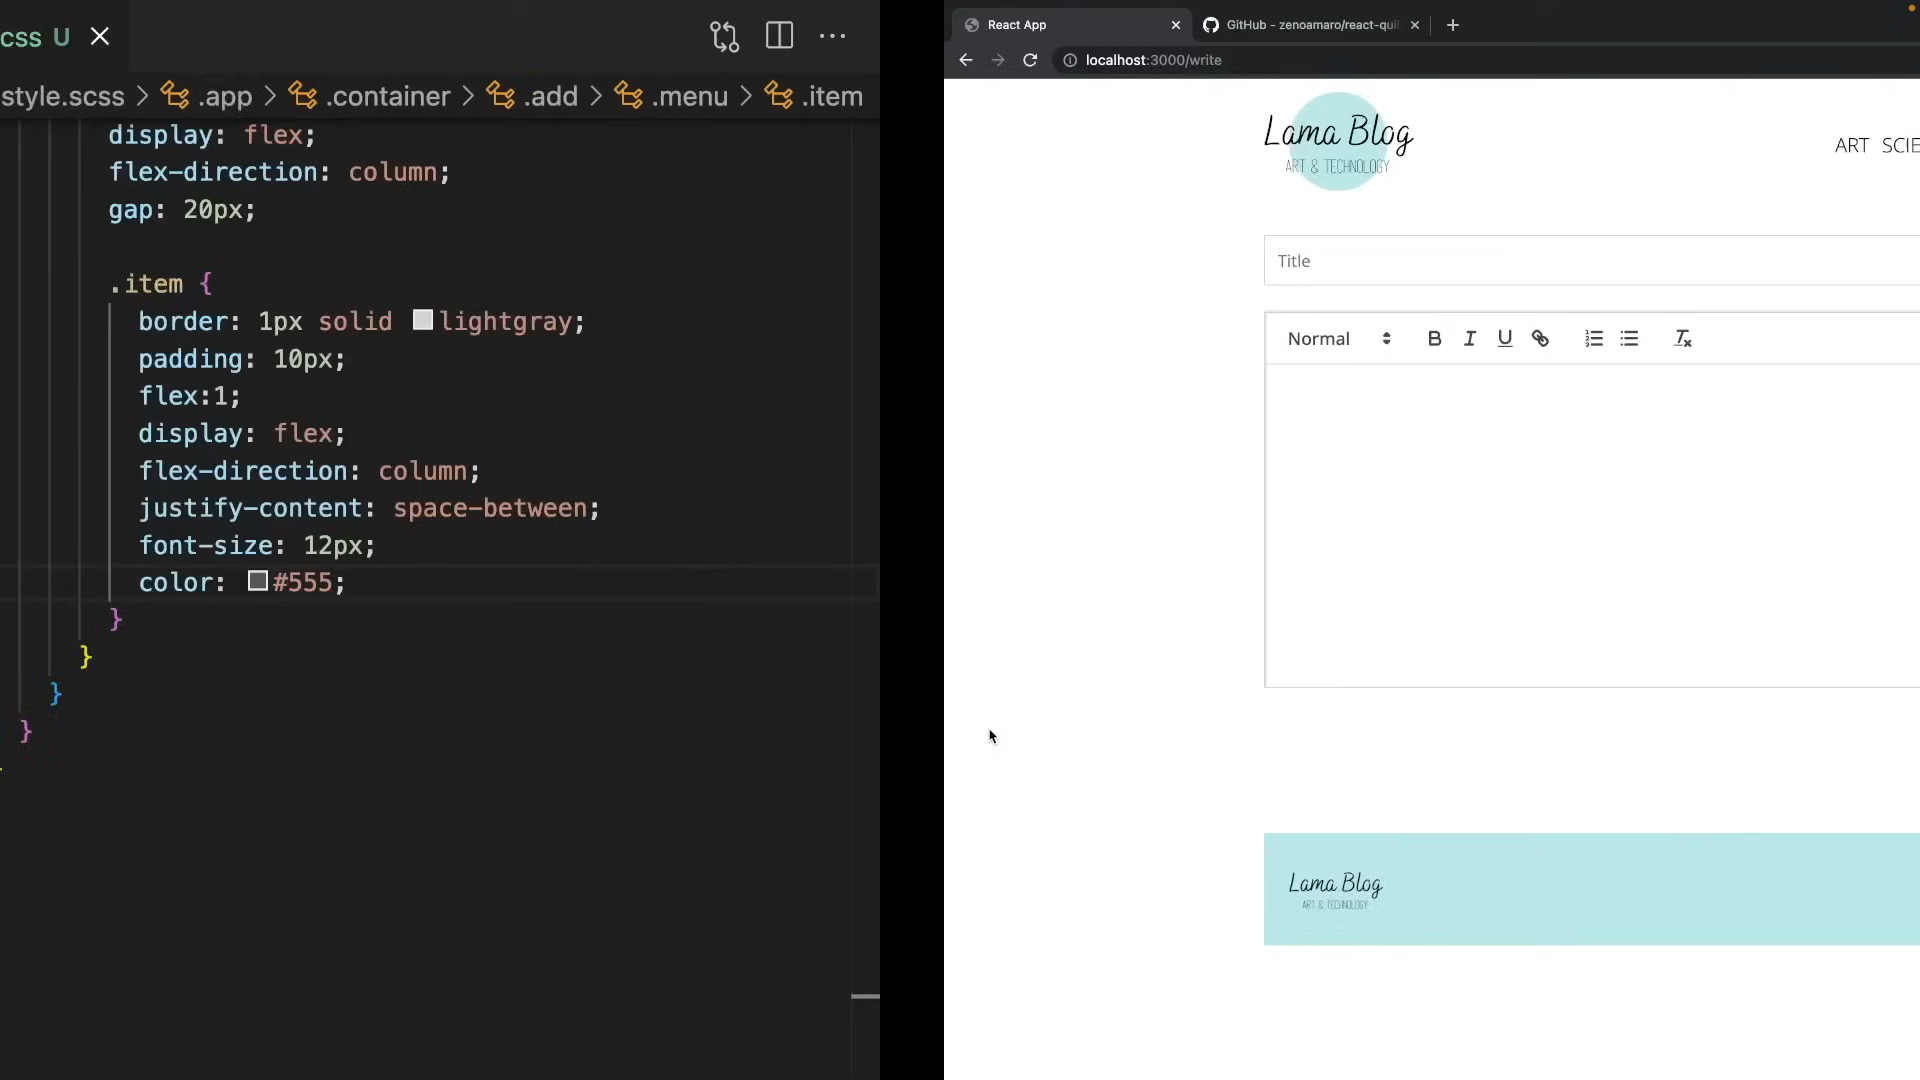 css U
style.scss > .app > .container > .add > .menu > .item
display: flex;
flex-direction: column;
gap: 20px;
.item {
border: 1px solid lightgray;
padding: 10px;
flex:1;
display: flex;
flex-direction: column;
justify-content: space-between;
font-size: 12px;
color: #555;
}
}
}
}
React App
GitHub - zenoamaro/react-quil
localhost:3000/write
Lama Blog
ART & TECHNOLOGY
ART SCIE
Title
Normal
B I U
Lama Blog
ART & TECHNOLOGY